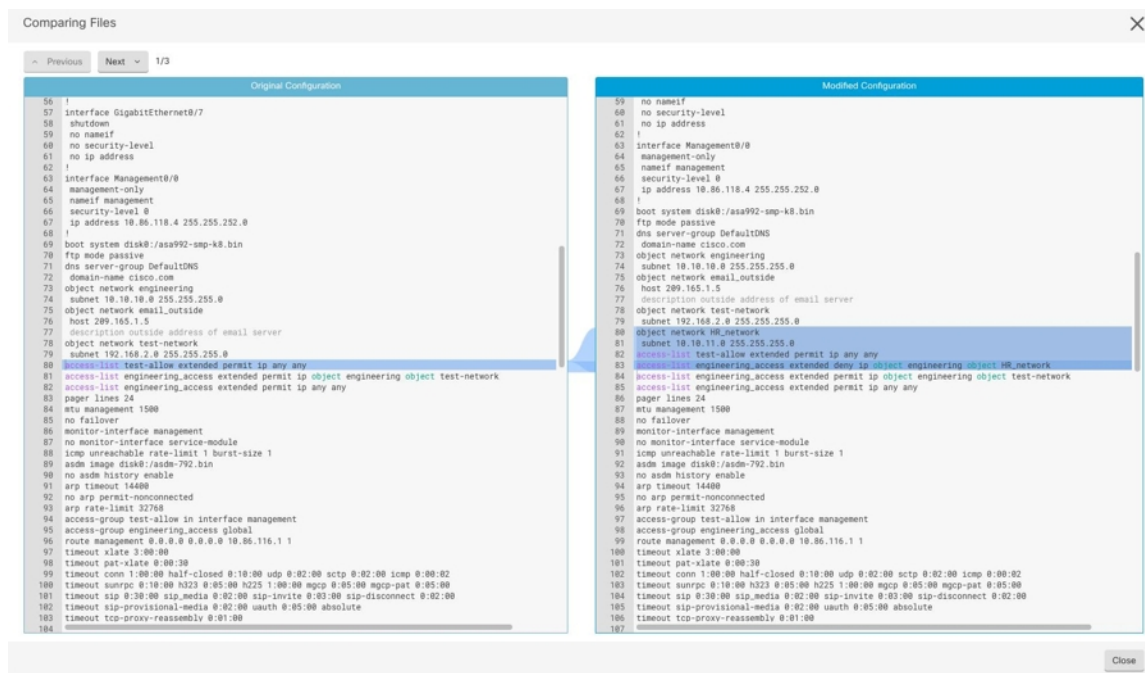 Comparing Files
Previous Next 1/3
Original Configuration
56 !
57 interface GigabitEthernet0/7
58 shutdown
59 no nameif
60 no security-level
61 no ip address
62 !
63 interface Management0/0
64 management-only
65 nameif management
66 security-level 0
67 ip address 10.86.118.4 255.255.252.0
68 !
69 boot system disk0:/asa992-smp-k8.bin
70 ftp mode passive
71 dns server-group DefaultDNS
72 domain-name cisco.com
73 object network engineering
74 subnet 10.10.10.0 255.255.255.0
75 object network email_outside
76 host 209.165.1.5
77 description outside address of email server
78 object network test-network
79 subnet 192.168.2.0 255.255.255.0
80 access-list test-allow extended permit ip any any
81 access-list engineering_access extended permit ip object engineering object test-network
82 access-list engineering_access extended permit ip any any
83 pager lines 24
84 mtu management 1500
85 no failover
86 monitor-interface management
87 no monitor-interface service-module
88 icmp unreachable rate-limit 1 burst-size 1
89 asdm image disk0:/asdm-792.bin
90 no asdm history enable
91 arp timeout 14400
92 no arp permit-nonconnected
93 arp rate-limit 32768
94 access-group test-allow in interface management
95 access-group engineering_access global
96 route management 0.0.0.0 0.0.0.0 10.86.116.1 1
97 timeout xlate 3:00:00
98 timeout pat-xlate 0:00:30
99 timeout conn 1:00:00 half-closed 0:10:00 udp 0:02:00 sctp 0:02:00 icmp 0:00:02
100 timeout sunrpc 0:10:00 h323 0:05:00 h225 1:00:00 mgcp 0:05:00 mgcp-pat 0:05:00
101 timeout sip 0:30:00 sip_media 0:02:00 sip-invite 0:03:00 sip-disconnect 0:02:00
102 timeout sip-provisional-media 0:02:00 uauth 0:05:00 absolute
103 timeout tcp-proxy-reassembly 0:01:00
104
Modified Configuration
59 no nameif
60 no security-level
61 no ip address
62 !
63 interface Management0/0
64 management-only
65 nameif management
66 security-level 0
67 ip address 10.86.118.4 255.255.252.0
68 !
69 boot system disk0:/asa992-smp-k8.bin
70 ftp mode passive
71 dns server-group DefaultDNS
72 domain-name cisco.com
73 object network engineering
74 subnet 10.10.10.0 255.255.255.0
75 object network email_outside
76 host 209.165.1.5
77 description outside address of email server
78 object network test-network
79 subnet 192.168.2.0 255.255.255.0
80 object network HR_network
81 subnet 10.10.11.0 255.255.255.0
82 access-list test-allow extended permit ip any any
83 access-list engineering_access extended deny ip object engineering object HR_network
84 access-list engineering_access extended permit ip object engineering object test-network
85 access-list engineering_access extended permit ip any any
86 pager lines 24
87 mtu management 1500
88 no failover
89 monitor-interface management
90 no monitor-interface service-module
91 icmp unreachable rate-limit 1 burst-size 1
92 asdm image disk0:/asdm-792.bin
93 no asdm history enable
94 arp timeout 14400
95 no arp permit-nonconnected
96 arp rate-limit 32768
97 access-group test-allow in interface management
98 access-group engineering_access global
99 route management 0.0.0.0 0.0.0.0 10.86.116.1 1
100 timeout xlate 3:00:00
101 timeout pat-xlate 0:00:30
102 timeout conn 1:00:00 half-closed 0:10:00 udp 0:02:00 sctp 0:02:00 icmp 0:00:02
103 timeout sunrpc 0:10:00 h323 0:05:00 h225 1:00:00 mgcp 0:05:00 mgcp-pat 0:05:00
104 timeout sip 0:30:00 sip_media 0:02:00 sip-invite 0:03:00 sip-disconnect 0:02:00
105 timeout sip-provisional-media 0:02:00 uauth 0:05:00 absolute
106 timeout tcp-proxy-reassembly 0:01:00
107
Close